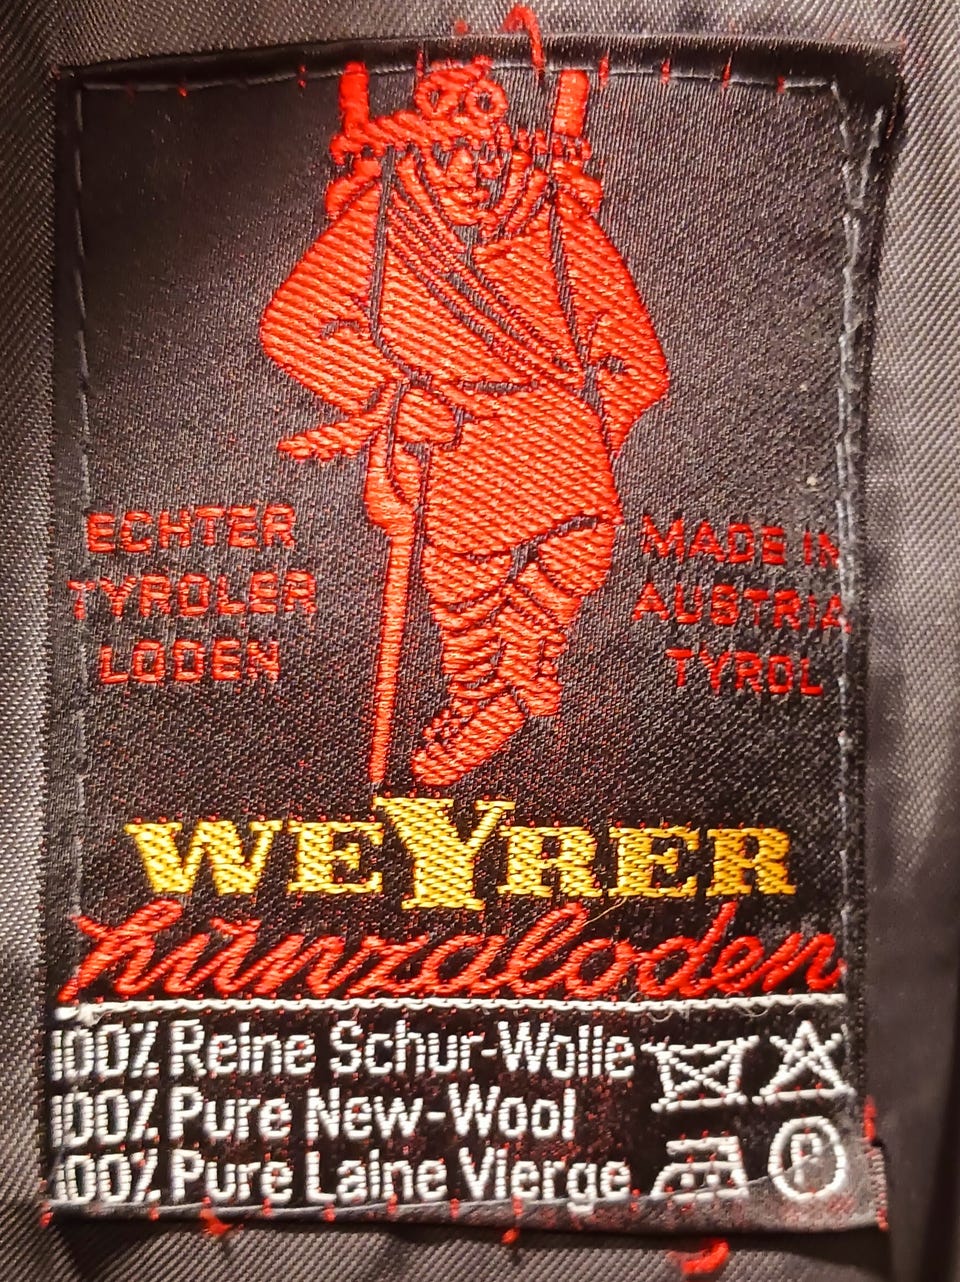 ECHTER
TYROLER
LODEN
MADE IN
AUSTRIA
TYROL
WEYRER
hünzaloden
100% Reine Schur-Wolle
100% Pure New-Wool
100% Pure Laine Vierge
P